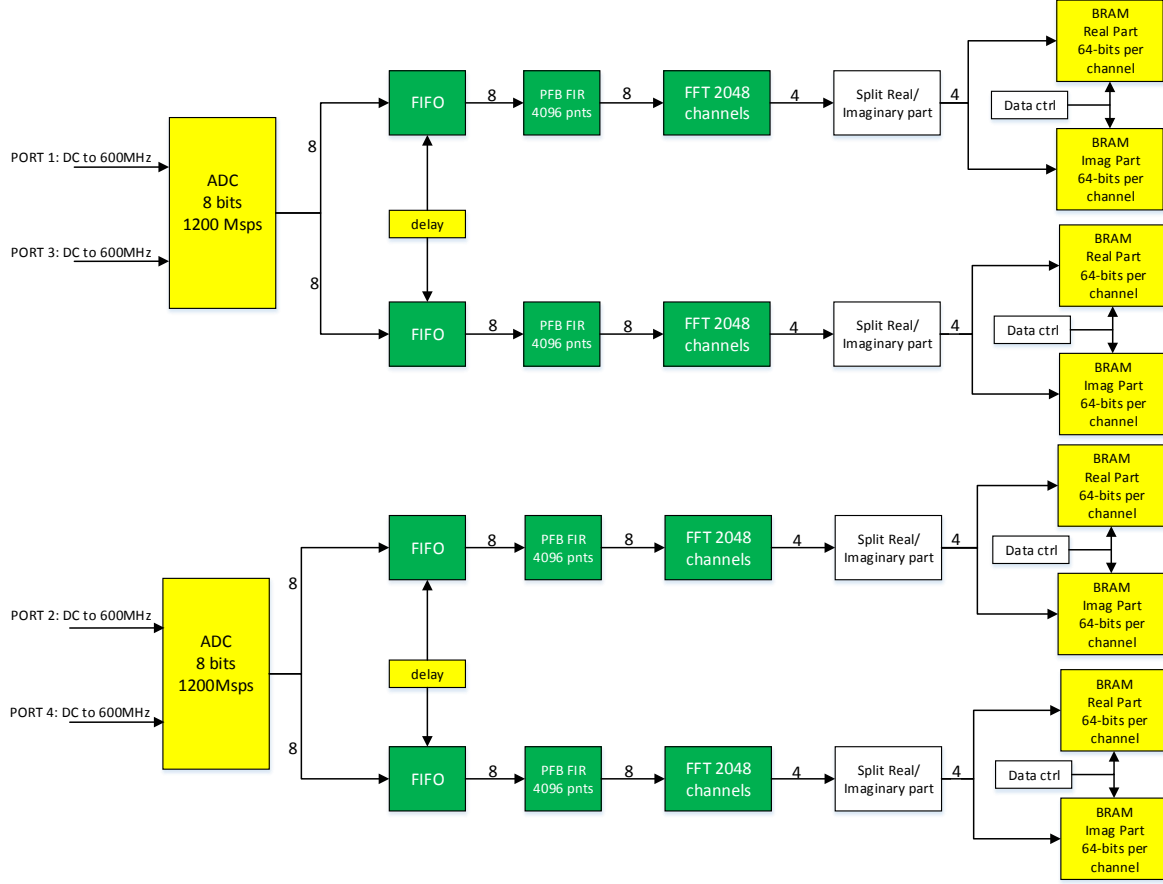 BRAM
Real Part
64-bits per
channel
8
FIFO
8
PFB FIR
4096 pnts
8
FFT 2048
channels
4
Split Real/
Imaginary part
4
Data ctrl
BRAM
Imag Part
64-bits per
channel
PORT 1: DC to 600MHz
ADC
8 bits
1200 Msps
delay
PORT 3: DC to 600MHz
8
FIFO
8
PFB FIR
4096 pnts
8
FFT 2048
channels
4
Split Real/
Imaginary part
4
BRAM
Real Part
64-bits per
channel
Data ctrl
BRAM
Imag Part
64-bits per
channel
BRAM
Real Part
64-bits per
channel
8
FIFO
8
PFB FIR
4096 pnts
8
FFT 2048
channels
4
Split Real/
Imaginary part
4
Data ctrl
BRAM
Imag Part
64-bits per
channel
PORT 2: DC to 600MHz
ADC
8 bits
1200Msps
delay
PORT 4: DC to 600MHz
8
FIFO
8
PFB FIR
4096 pnts
8
FFT 2048
channels
4
Split Real/
Imaginary part
4
BRAM
Real Part
64-bits per
channel
Data ctrl
BRAM
Imag Part
64-bits per
channel